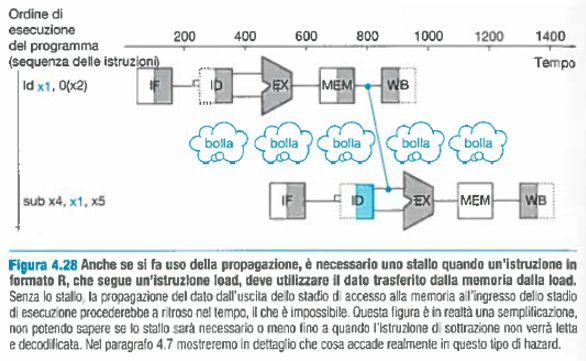 Ordine di
esecuzione
del programma
(sequenza delle istruzioni)
200 400 600 800 1000 1200 1400
Tempo
ld x1, 0(x2)
IF ID EX MEM WB
bolla bolla bolla bolla bolla
sub x4, x1, x5
IF ID EX MEM WB
Figura 4.28 Anche se si fa uso della propagazione, è necessario uno stallo quando un'istruzione in
formato R, che segue un'istruzione load, deve utilizzare il dato trasferito dalla memoria dalla load.
Senza lo stallo, la propagazione del dato dall'uscita dello stadio di accesso alla memoria all'ingresso dello stadio
di esecuzione procederebbe a ritroso nel tempo, il che è impossibile. Questa figura è in realtà una semplificazione,
non potendo sapere se lo stallo sarà necessario o meno fino a quando l'istruzione di sottrazione non verrà letta
e decodificata. Nel paragrafo 4.7 mostreremo in dettaglio che cosa accade realmente in questo tipo di hazard.